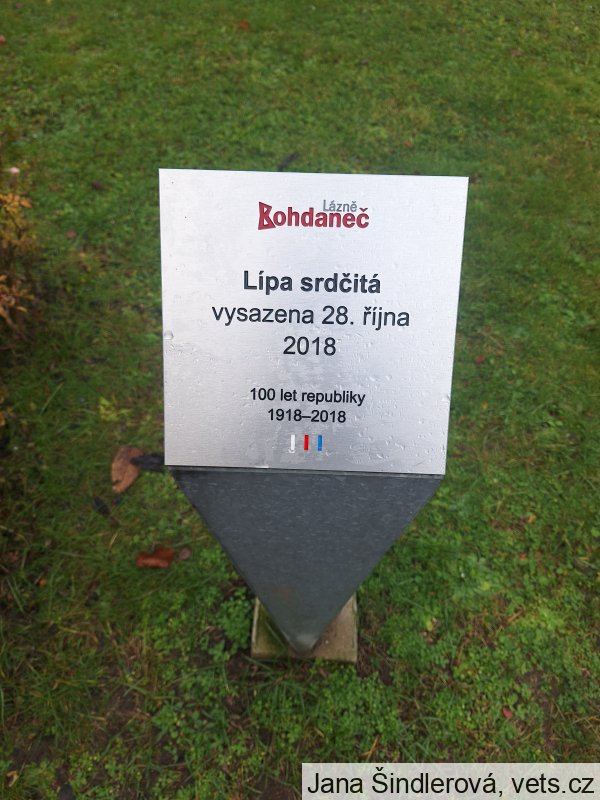 Lázně
Bohdaneč
Lípa srdčitá
vysazena 28. října
2018
100 let republiky
1918–2018
Jana Šindlerová, vets.cz